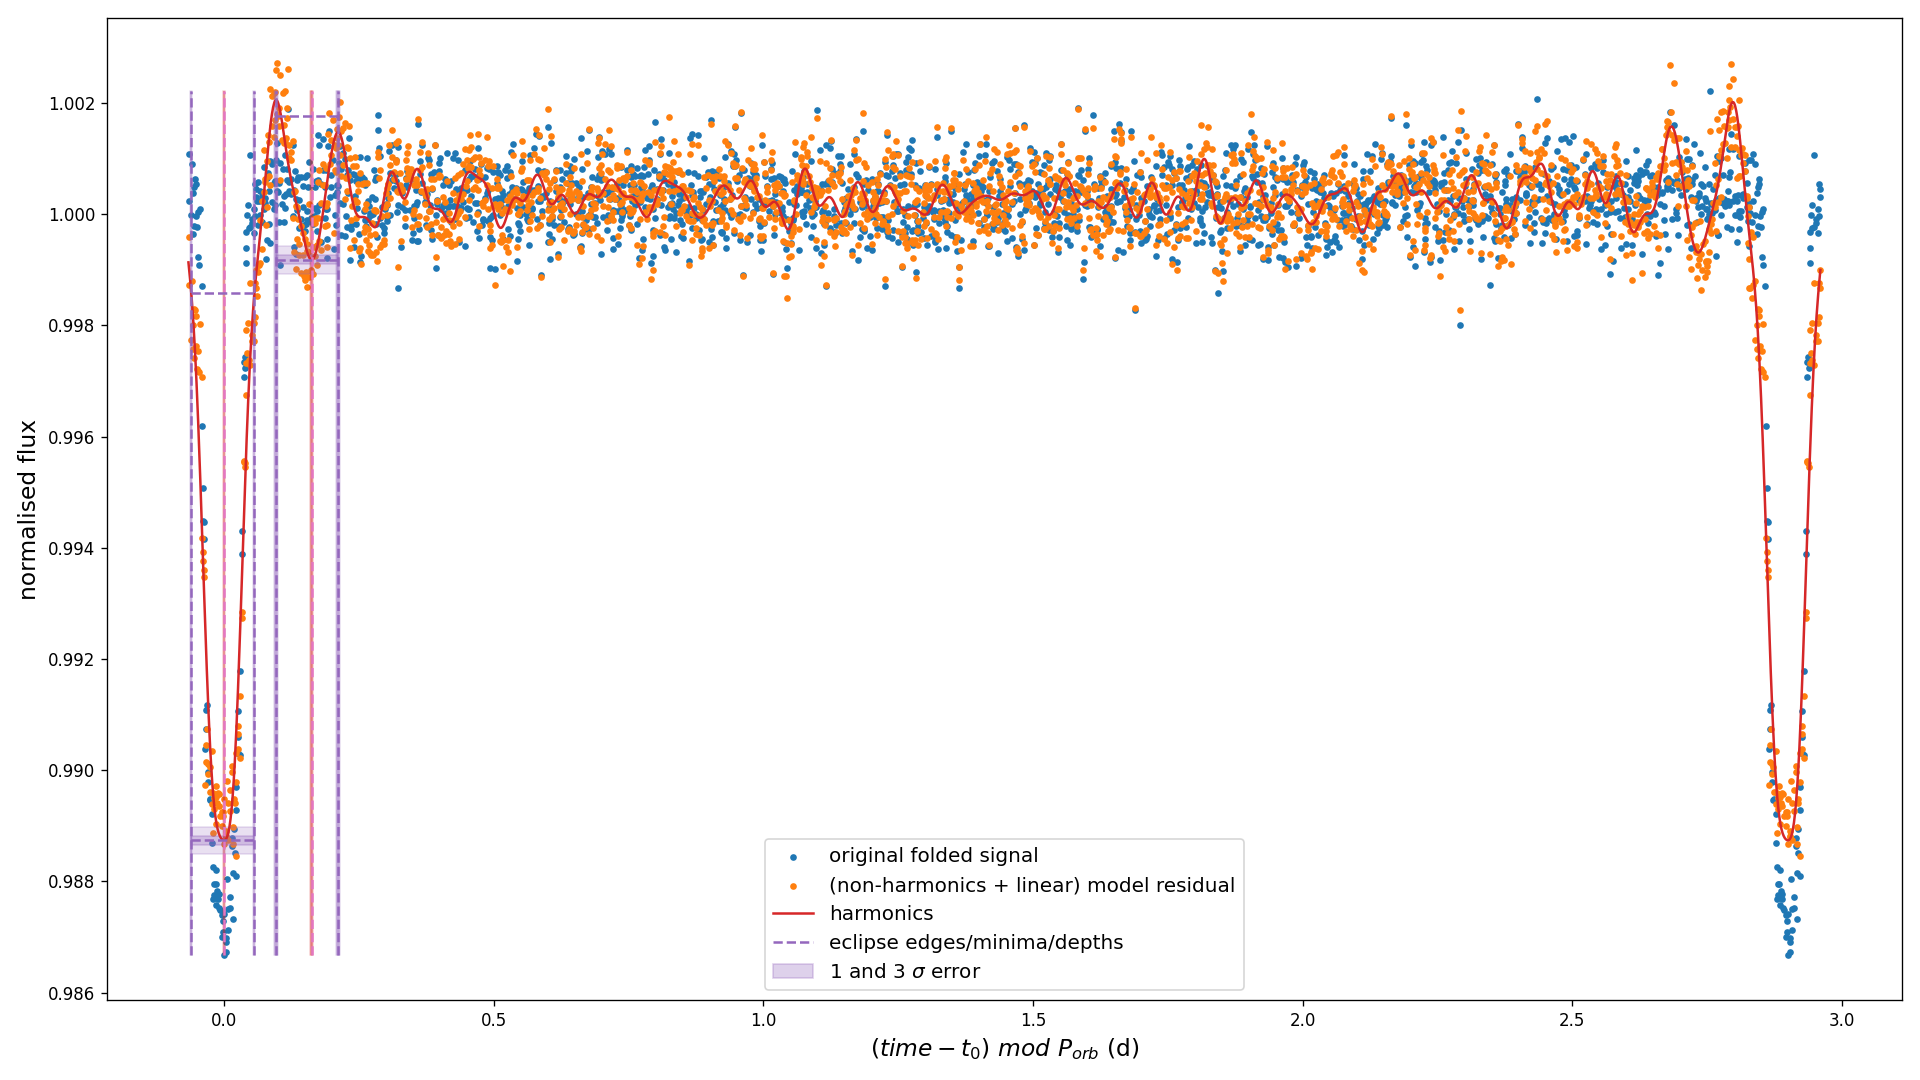 1.002
1.000
0.998
0.996
0.994
0.992
0.990
0.988
0.986
normalised flux
original folded signal
(non-harmonics + linear) model residual
harmonics
eclipse edges/minima/depths
1 and 3 σ error
0.0 0.5 1.0 1.5 2.0 2.5 3.0
(time − t₀) mod Pₒᵣᵦ (d)